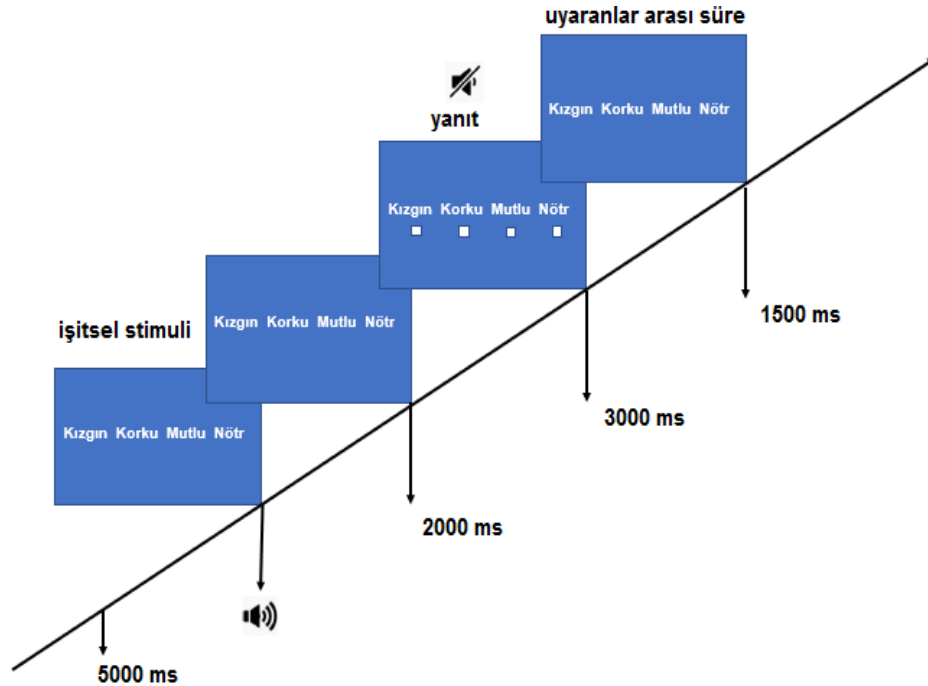 uyaranlar arası süre
Kızgın Korku Mutlu Nötr
yanıt
Kızgın Korku Mutlu Nötr
1500 ms
işitsel stimuli
Kızgın Korku Mutlu Nötr
3000 ms
Kızgın Korku Mutlu Nötr
2000 ms
5000 ms